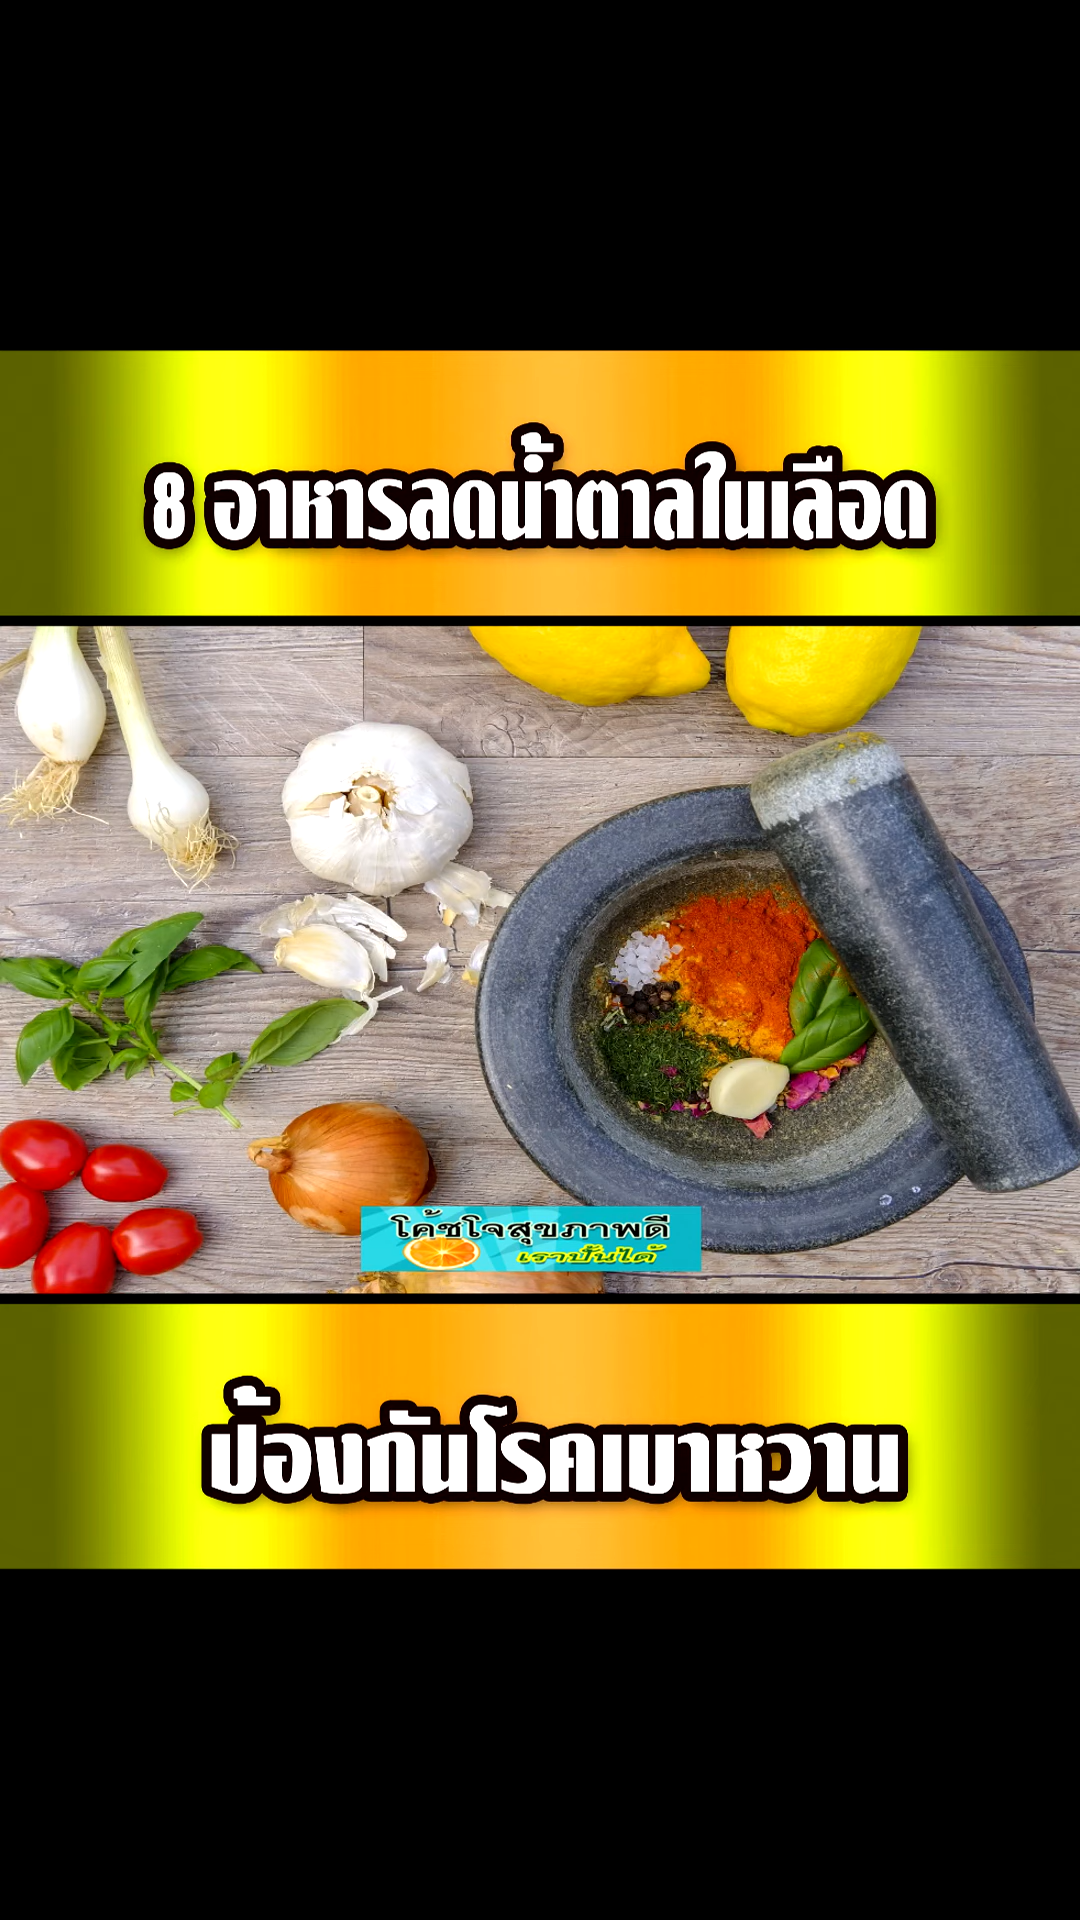 8 อาหารลดน้ำตาลในเลือด
โค้ชโจสุขภาพดี
เราปั้นได้
ป้องกันโรคเบาหวาน